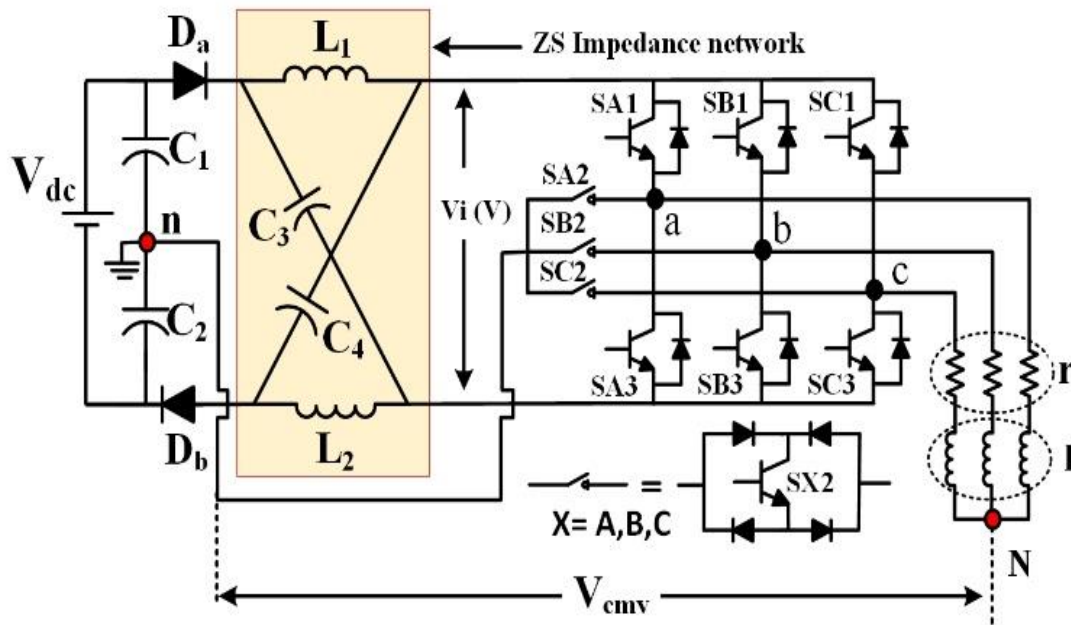 Da
L1
ZS Impedance network
SA1
SB1
SC1
C1
Vdc
SA2
n
Vi (V)
a
SB2
b
C3
SC2
c
C2
C4
SA3
SB3
SC3
r
Db
L2
SX2
l
X= A,B,C
N
Vcmv